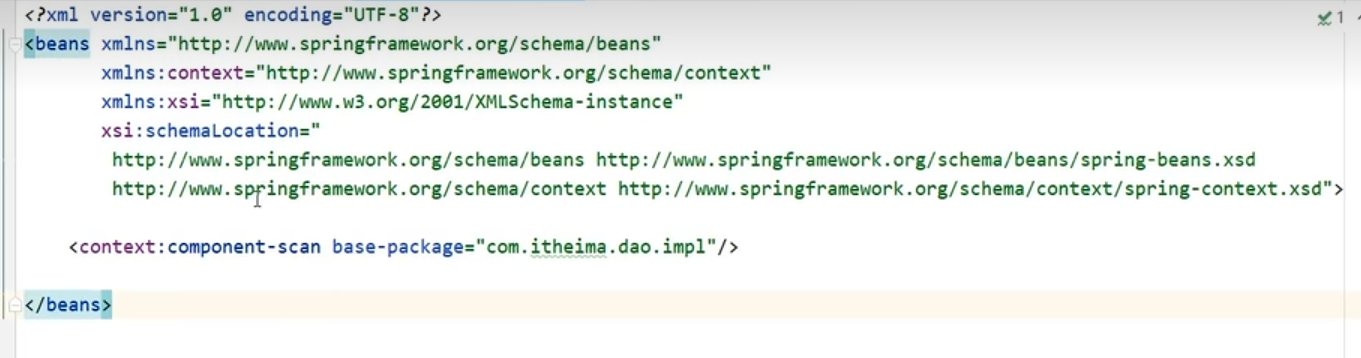 <?xml version="1.0" encoding="UTF-8"?>
<beans xmlns="http://www.springframework.org/schema/beans"
xmlns:context="http://www.springframework.org/schema/context"
xmlns:xsi="http://www.w3.org/2001/XMLSchema-instance"
xsi:schemaLocation="
http://www.springframework.org/schema/beans http://www.springframework.org/schema/beans/spring-beans.xsd
http://www.springframework.org/schema/context http://www.springframework.org/schema/context/spring-context.xsd">
<context:component-scan base-package="com.itheima.dao.impl"/>
</beans>
1